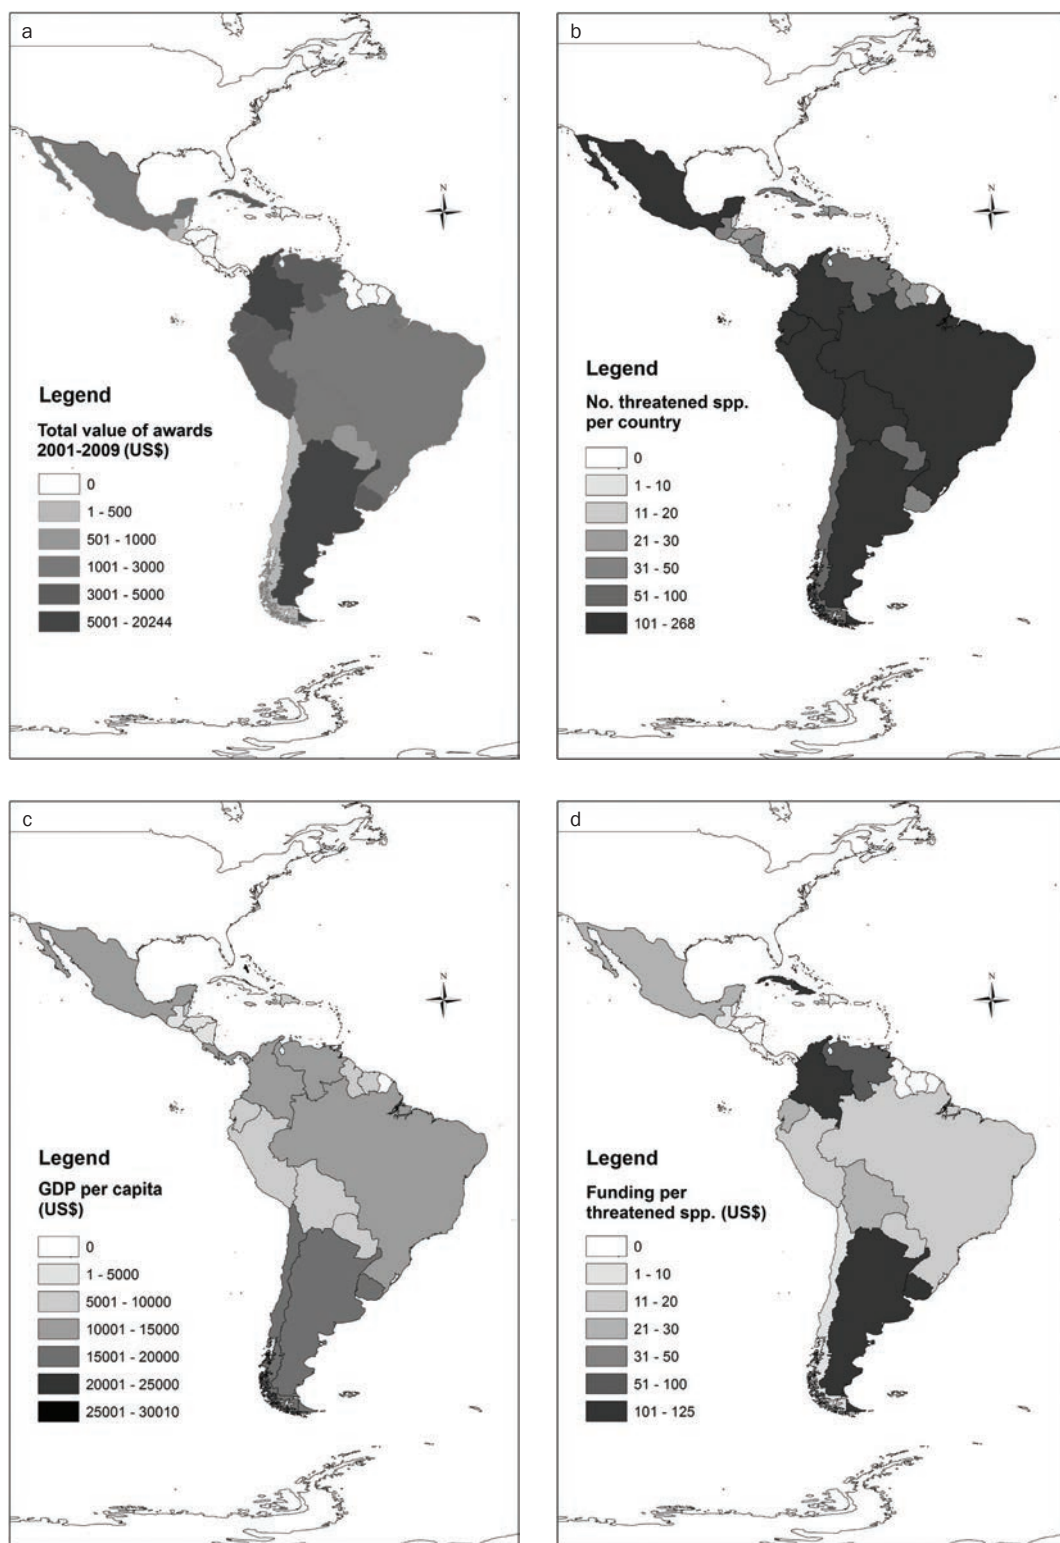 a
N
Legend
Total value of awards
2001-2009 (US$)
0
1 - 500
501 - 1000
1001 - 3000
3001 - 5000
5001 - 20244
b
N
Legend
No. threatened spp.
per country
0
1 - 10
11 - 20
21 - 30
31 - 50
51 - 100
101 - 268
c
N
Legend
GDP per capita
(US$)
0
1 - 5000
5001 - 10000
10001 - 15000
15001 - 20000
20001 - 25000
25001 - 30010
d
N
Legend
Funding per
threatened spp. (US$)
0
1 - 10
11 - 20
21 - 30
31 - 50
51 - 100
101 - 125